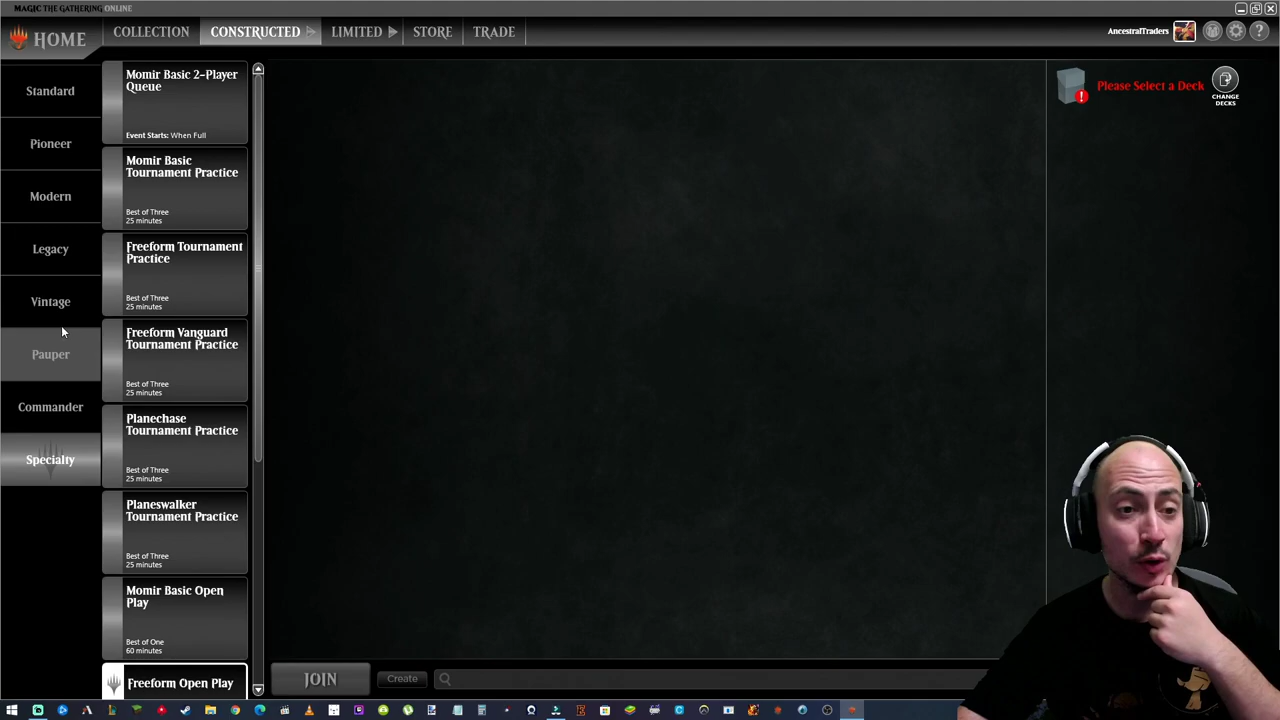 MAGIC THE GATHERING ONLINE
HOME
COLLECTION
CONSTRUCTED
LIMITED
STORE
TRADE
AncestralTraders
?
Standard
Pioneer
Modern
Legacy
Vintage
Pauper
Commander
Specialty
Momir Basic 2-Player
Queue
Event Starts: When Full
Momir Basic
Tournament Practice
Best of Three
25 minutes
Freeform Tournament
Practice
Best of Three
25 minutes
Freeform Vanguard
Tournament Practice
Best of Three
25 minutes
Planechase
Tournament Practice
Best of Three
25 minutes
Planeswalker
Tournament Practice
Best of Three
25 minutes
Momir Basic Open
Play
Best of One
60 minutes
Freeform Open Play
Please Select a Deck
CHANGE
DECKS
JOIN
Create